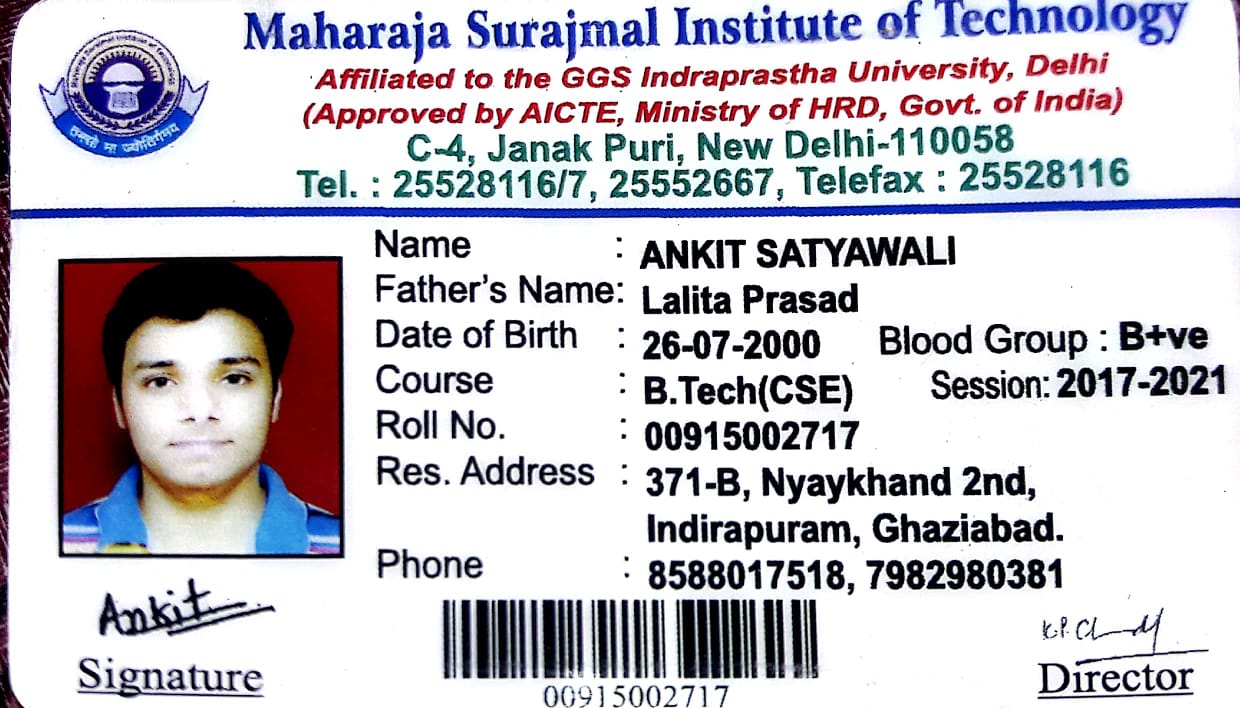 Maharaja Surajmal Institute of Technology
Affiliated to the GGS Indraprastha University, Delhi
(Approved by AICTE, Ministry of HRD, Govt. of India)
C-4, Janak Puri, New Delhi-110058
Tel. : 25528116/7, 25552667, Telefax : 25528116
तमसो मा ज्योतिर्गमय
Name : ANKIT SATYAWALI
Father's Name: Lalita Prasad
Date of Birth : 26-07-2000 Blood Group : B+ve
Course : B.Tech(CSE) Session: 2017-2021
Roll No. : 00915002717
Res. Address : 371-B, Nyaykhand 2nd,
Indirapuram, Ghaziabad.
Phone : 8588017518, 7982980381
Ankit
Signature
00915002717
Director